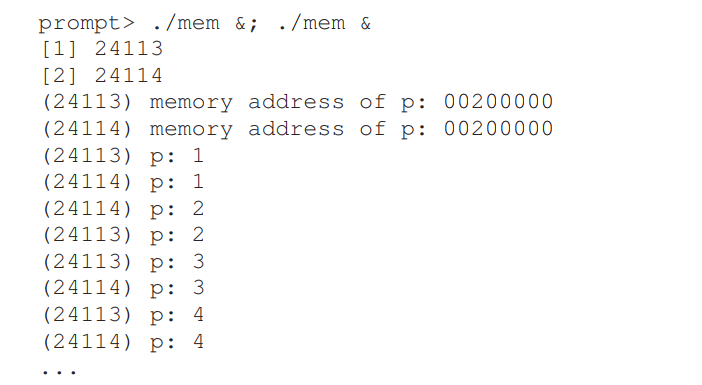 prompt> ./mem &; ./mem &
[1] 24113
[2] 24114
(24113) memory address of p: 00200000
(24114) memory address of p: 00200000
(24113) p: 1
(24114) p: 1
(24114) p: 2
(24113) p: 2
(24113) p: 3
(24114) p: 3
(24113) p: 4
(24114) p: 4
...